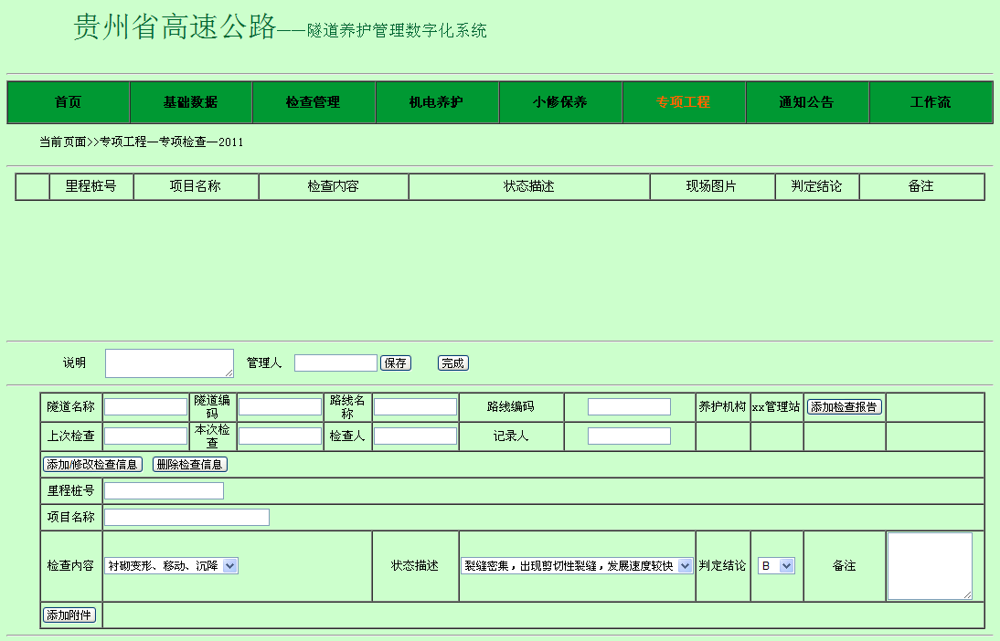 贵州省高速公路——隧道养护管理数字化系统
首页 基础数据 检查管理 机电养护 小修保养 专项工程 通知公告 工作流
当前页面>>专项工程—专项检查—2011
里程桩号 项目名称 检查内容 状态描述 现场图片 判定结论 备注
说明 管理人 保存 完成
隧道名称 隧道编码 路线名称 路线编码 养护机构 xx管理站 添加检查报告
上次检查 本次检查 检查人 记录人
添加/修改检查信息 删除检查信息
里程桩号
项目名称
检查内容 衬砌变形、移动、沉降 状态描述 裂缝密集，出现剪切性裂缝，发展速度较快 判定结论 B 备注
添加附件